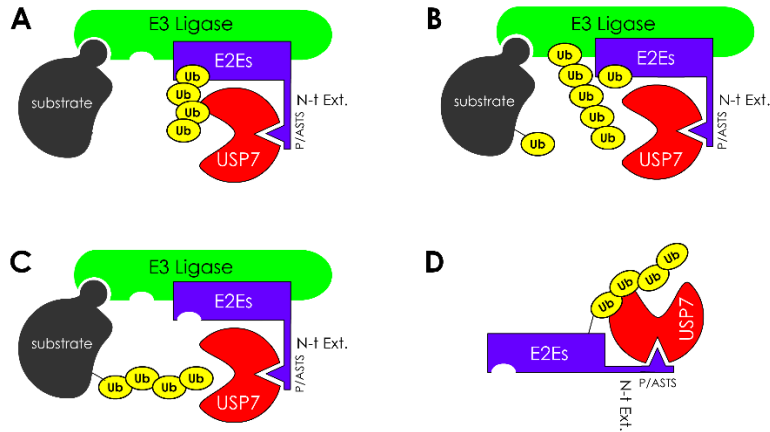 A
E3 Ligase
E2Es
Ub
Ub
Ub
Ub
substrate
N-t Ext.
P/ASTS
USP7
B
E3 Ligase
Ub
E2Es
Ub
Ub
Ub
Ub
Ub
substrate
Ub
N-t Ext.
P/ASTS
USP7
C
E3 Ligase
E2Es
substrate
N-t Ext.
P/ASTS
Ub
Ub
Ub
Ub
USP7
D
Ub
Ub
Ub
Ub
USP7
E2Es
P/ASTS
N-t Ext.